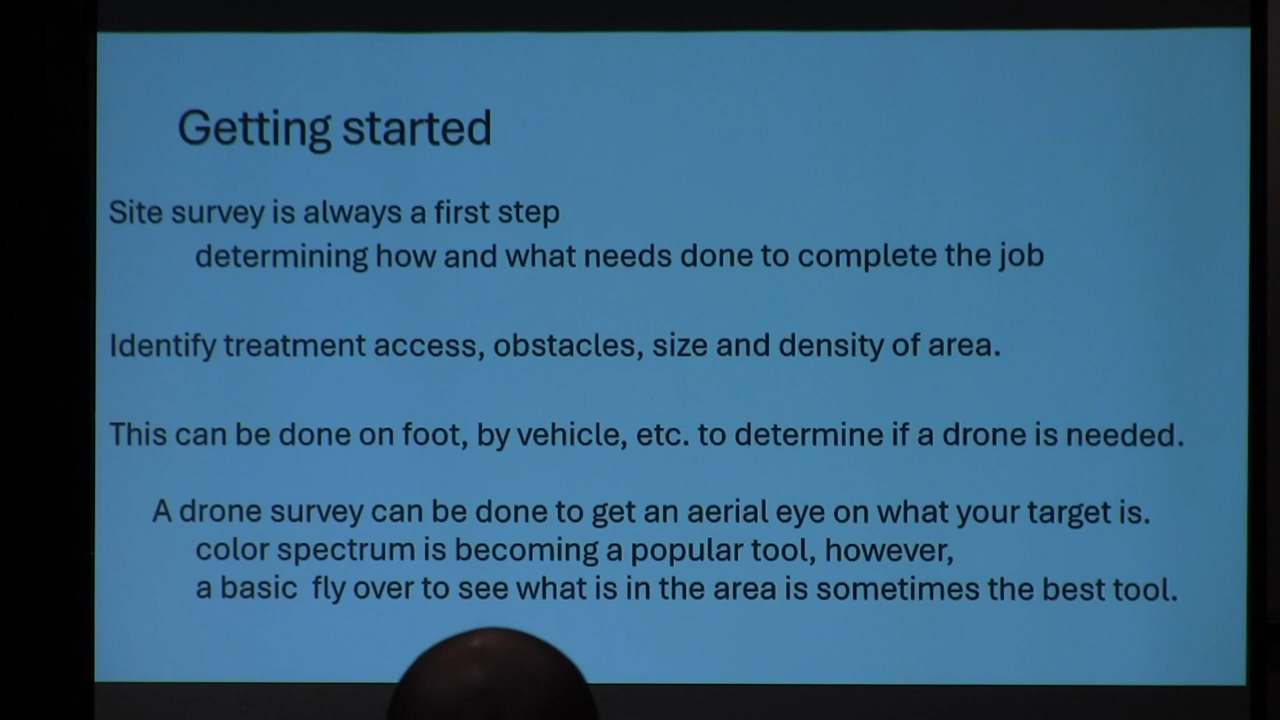 Getting started
Site survey is always a first step
determining how and what needs done to complete the job
Identify treatment access, obstacles, size and density of area.
This can be done on foot, by vehicle, etc. to determine if a drone is needed.
A drone survey can be done to get an aerial eye on what your target is.
color spectrum is becoming a popular tool, however,
a basic fly over to see what is in the area is sometimes the best tool.